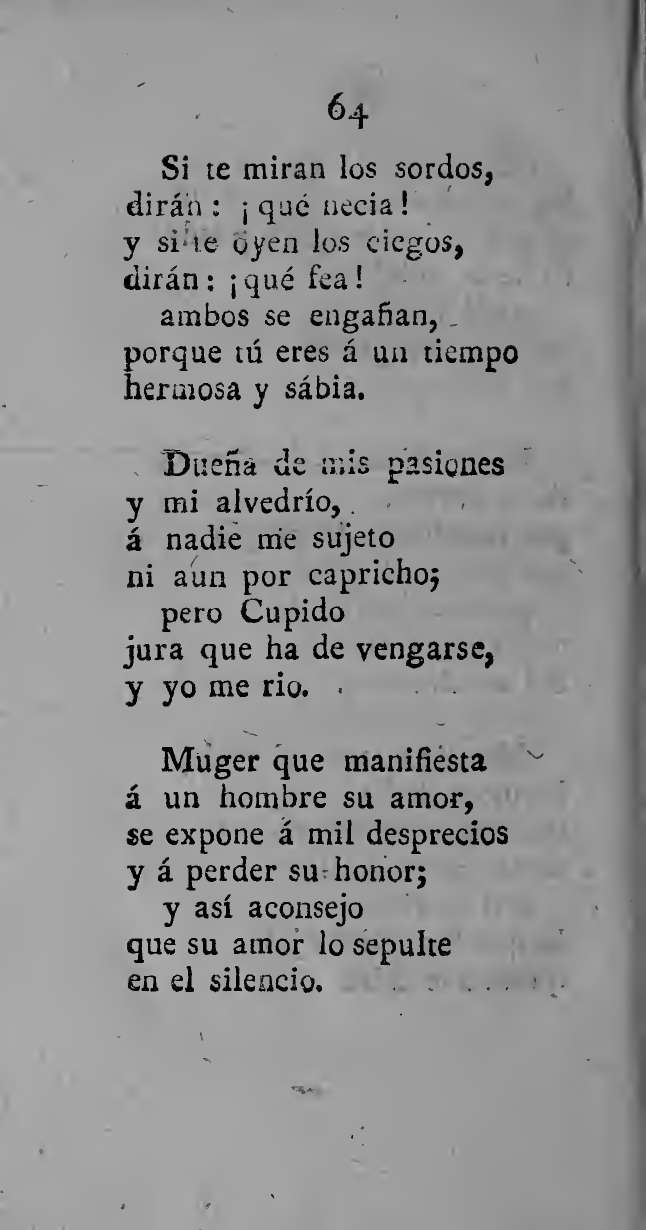 64
Si te miran los sordos,
dirán : ¡ qué necia !
y si te oyen los ciegos,
dirán : ¡ qué fea !
ambos se engañan,
porque tú eres á un tiempo
hermosa y sábia.
Dueña de mis pasiones
y mi alvedrío,
á nadie me sujeto
ni aun por capricho;
pero Cupido
jura que ha de vengarse,
y yo me rio.
Muger que manifiesta
á un hombre su amor,
se expone á mil desprecios
y á perder su honor;
y así aconsejo
que su amor lo sepulte
en el silencio.